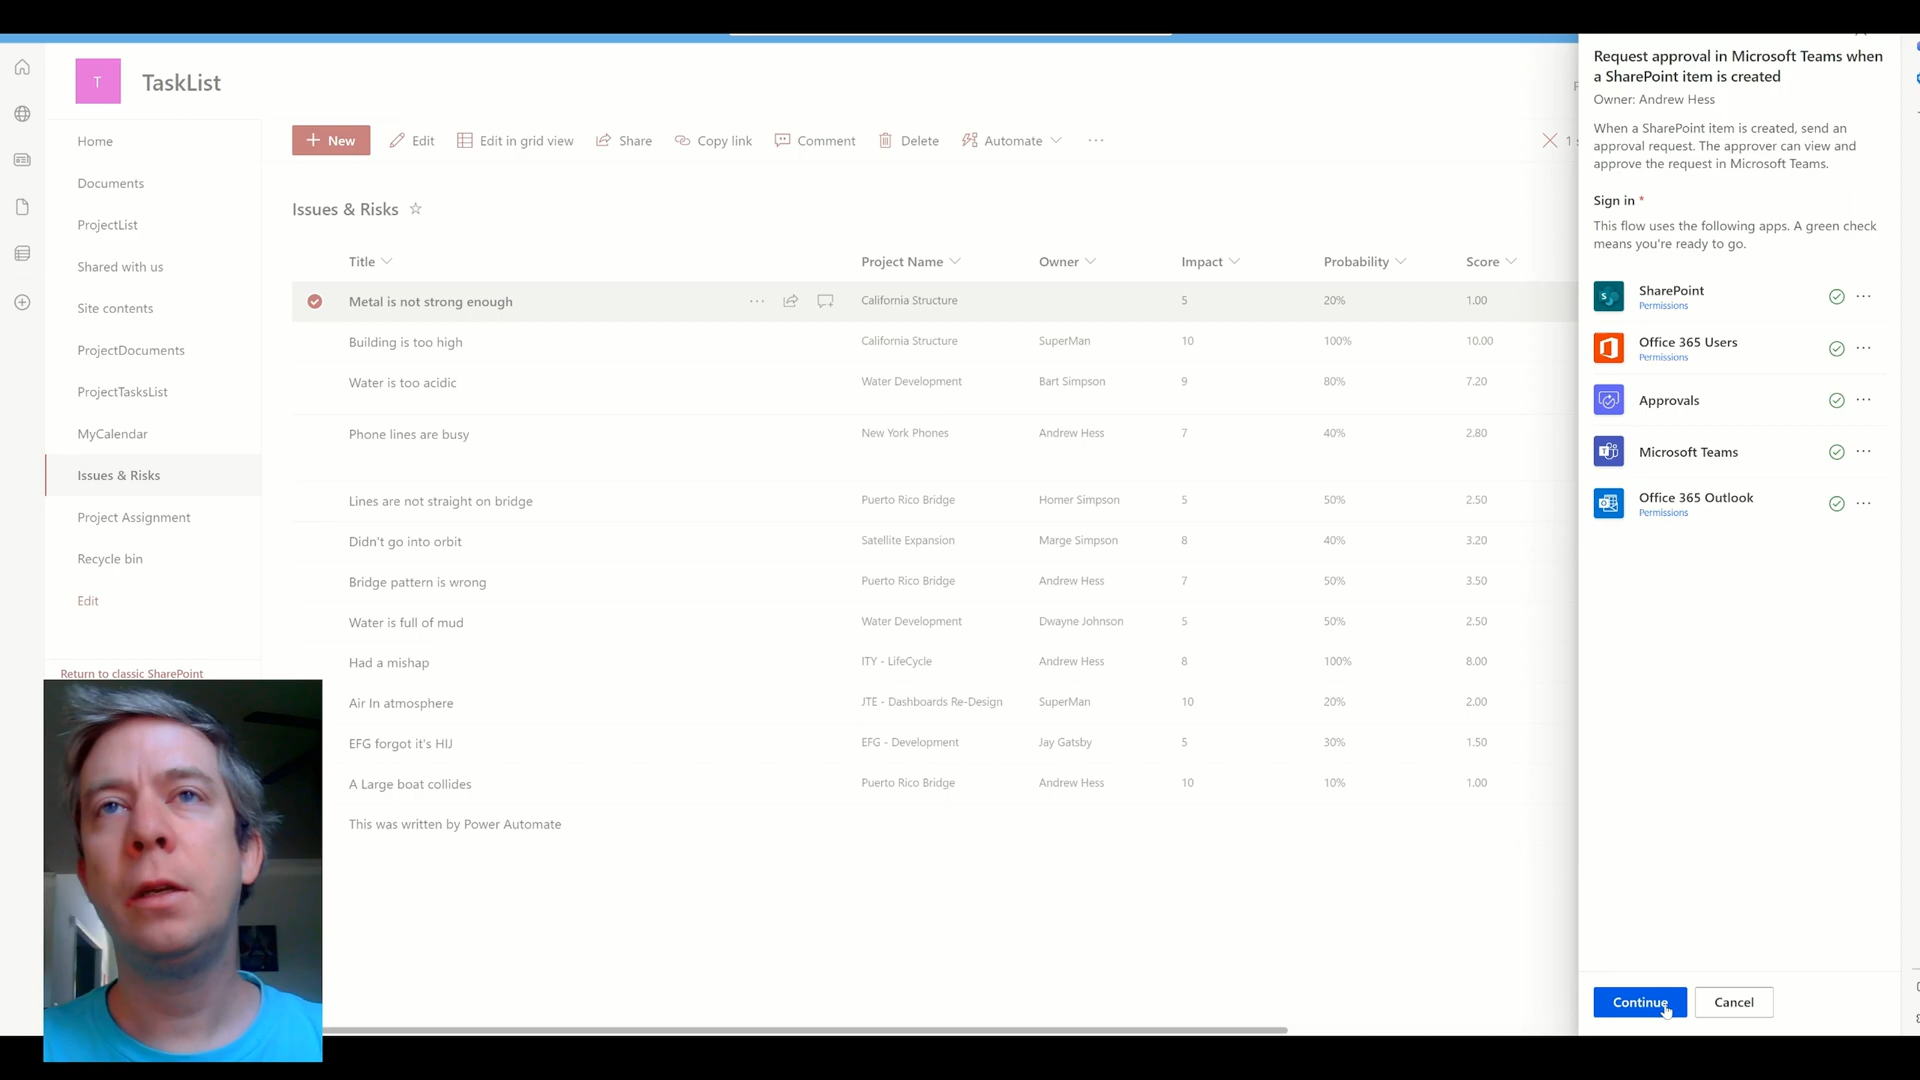 T
TaskList
Home
Documents
ProjectList
Shared with us
Site contents
ProjectDocuments
ProjectTasksList
MyCalendar
Issues & Risks
Project Assignment
Recycle bin
Edit
Return to classic SharePoint
New
Edit
Edit in grid view
Share
Copy link
Comment
Delete
Automate
1
Issues & Risks
Title Project Name Owner Impact Probability Score
Metal is not strong enough California Structure 5 20% 1.00
Building is too high California Structure SuperMan 10 100% 10.00
Water is too acidic Water Development Bart Simpson 9 80% 7.20
Phone lines are busy New York Phones Andrew Hess 7 40% 2.80
Lines are not straight on bridge Puerto Rico Bridge Homer Simpson 5 50% 2.50
Didn't go into orbit Satellite Expansion Marge Simpson 8 40% 3.20
Bridge pattern is wrong Puerto Rico Bridge Andrew Hess 7 50% 3.50
Water is full of mud Water Development Dwayne Johnson 5 50% 2.50
Had a mishap ITY - LifeCycle Andrew Hess 8 100% 8.00
Air In atmosphere JTE - Dashboards Re-Design SuperMan 10 20% 2.00
EFG forgot it's HIJ EFG - Development Jay Gatsby 5 30% 1.50
A Large boat collides Puerto Rico Bridge Andrew Hess 10 10% 1.00
This was written by Power Automate
Request approval in Microsoft Teams when
a SharePoint item is created
Owner: Andrew Hess
When a SharePoint item is created, send an
approval request. The approver can view and
approve the request in Microsoft Teams.
Sign in *
This flow uses the following apps. A green check
means you're ready to go.
SharePoint
Permissions
Office 365 Users
Permissions
Approvals
Microsoft Teams
Office 365 Outlook
Permissions
Continue
Cancel